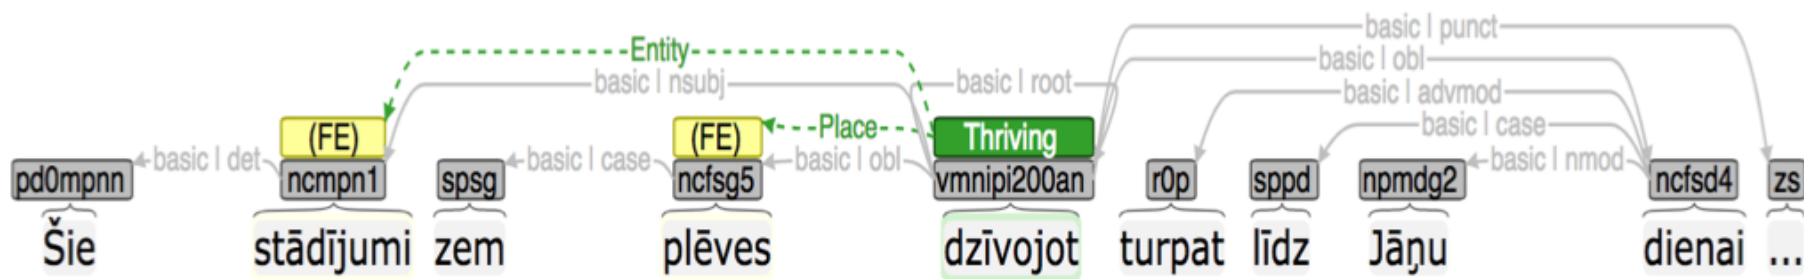 basic | punct
Entity basic | obl
basic | nsubj basic | root basic | advmod
(FE) (FE) Place Thriving basic | case
pd0mpnn basic | det ncmpn1 spsg basic | case ncfsg5 basic | obl vmnipi200an r0p sppd npmdg2 basic | nmod ncfsd4 zs
Šie stādījumi zem plēves dzīvojot turpat līdz Jāņu dienai ...